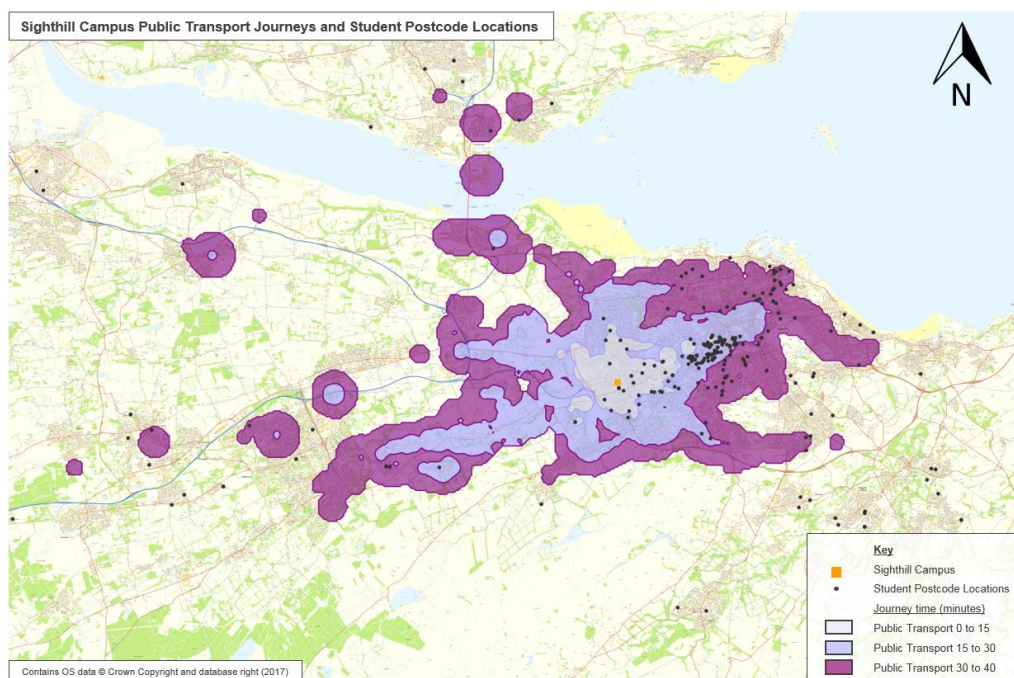 Sighthill Campus Public Transport Journeys and Student Postcode Locations
N
Key
Sighthill Campus
Student Postcode Locations
Journey time (minutes)
Public Transport 0 to 15
Public Transport 15 to 30
Public Transport 30 to 40
Contains OS data © Crown Copyright and database right (2017)